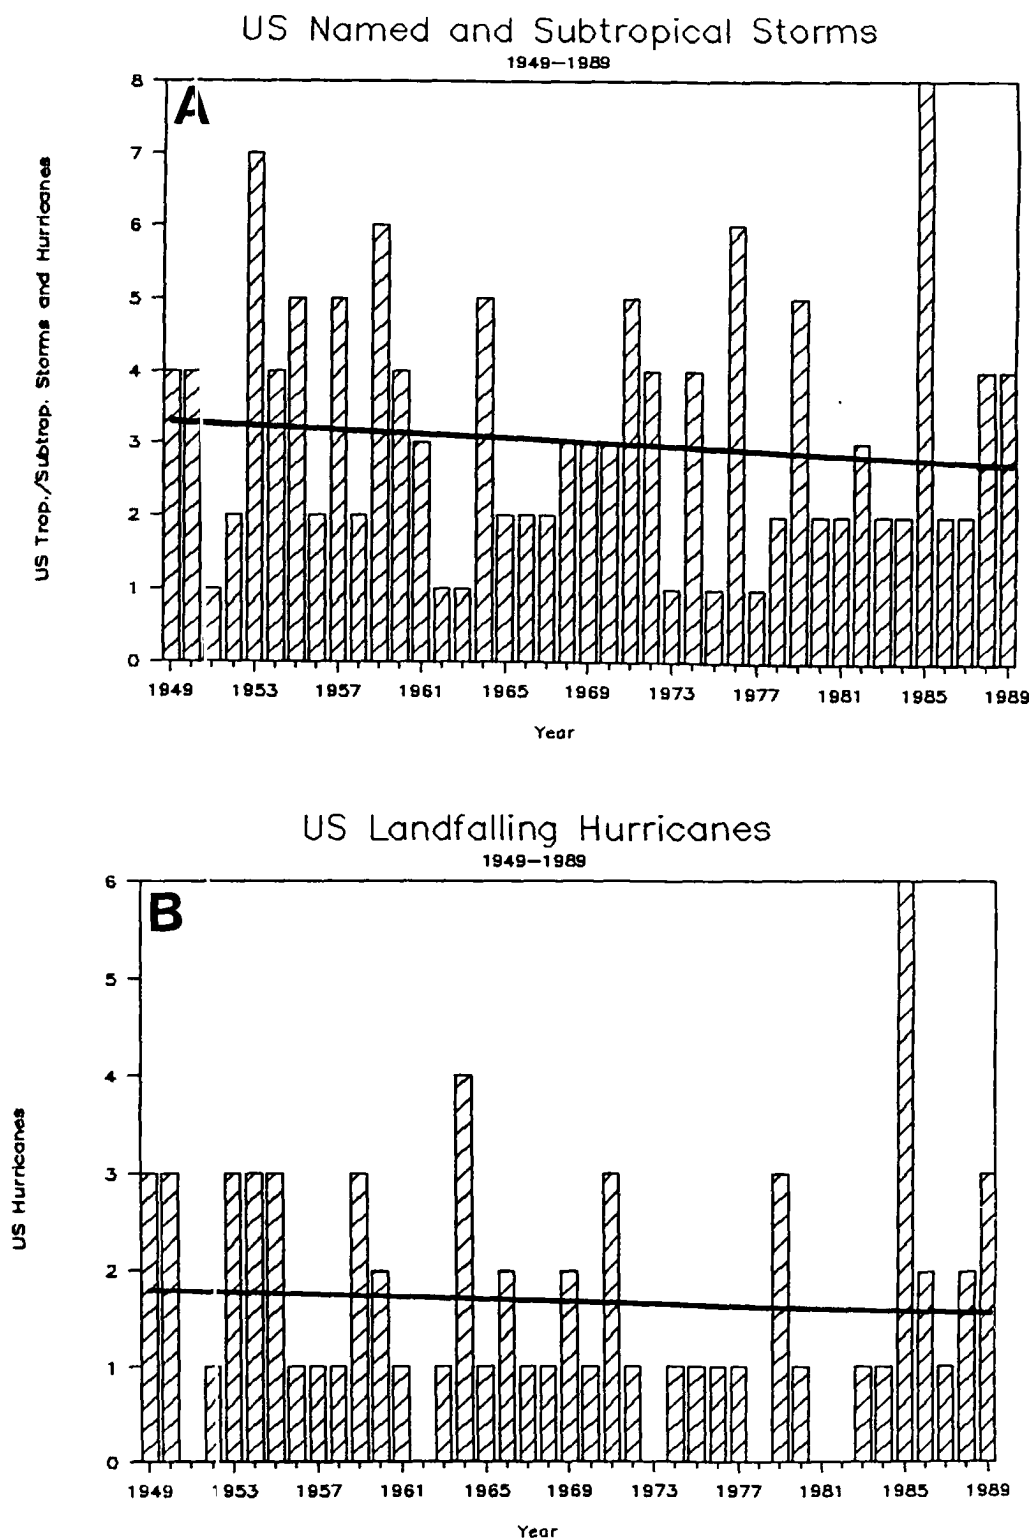 US Named and Subtropical Storms
1949–1989
A
US Trop./Subtrop. Storms and Hurricanes
8
7
6
5
4
3
2
1
0
1949 1953 1957 1961 1965 1969 1973 1977 1981 1985 1989
Year
US Landfalling Hurricanes
1949–1989
B
US Hurricanes
6
5
4
3
2
1
0
1949 1953 1957 1961 1965 1969 1973 1977 1981 1985 1989
Year